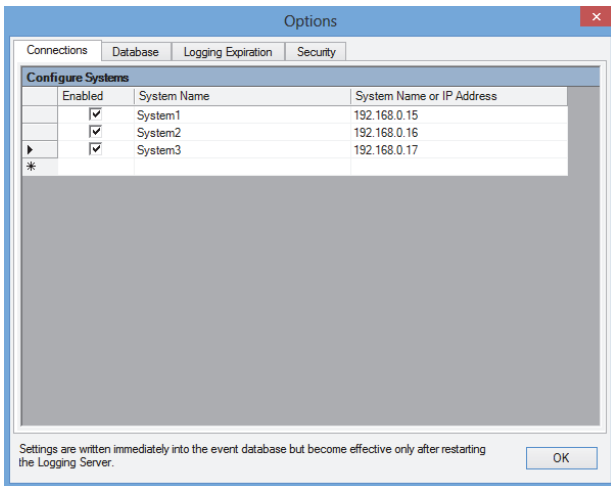 Options
Connections Database Logging Expiration Security
Configure Systems
Enabled System Name System Name or IP Address
System1 192.168.0.15
System2 192.168.0.16
System3 192.168.0.17
Settings are written immediately into the event database but become effective only after restarting
the Logging Server.
OK